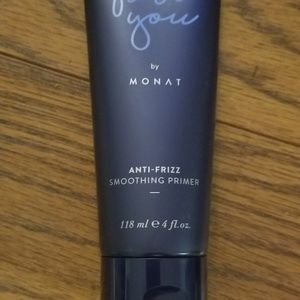 you
by
MONAT
ANTI-FRIZZ
SMOOTHING PRIMER
118 ml e 4 fl.oz.